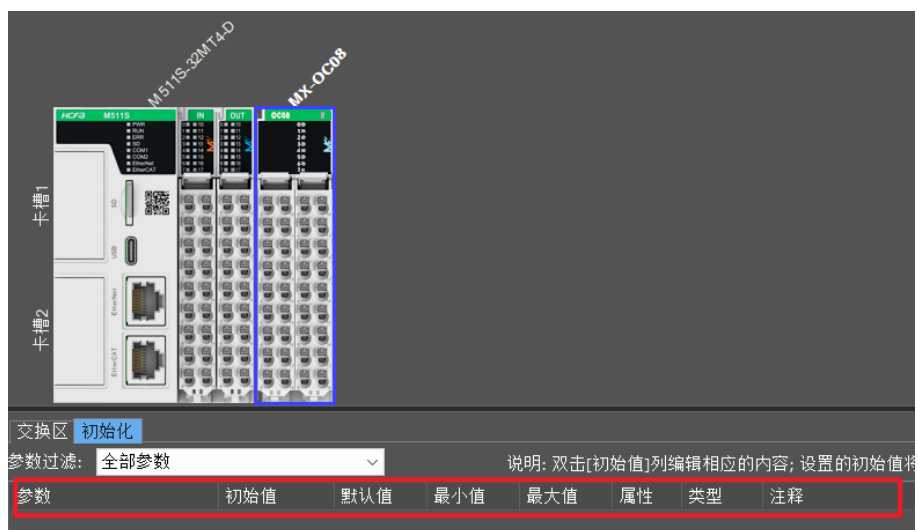 M511S-32MT4-D
MX-OC08
HCFA M511S
IN
OUT
OC08
PWR
RUN
ERR
SD
COM1
COM2
EtherNet
EtherCAT
卡槽1
SD
USB
卡槽2
EtherNet
EtherCAT
交换区 初始化
参数过滤: 全部参数 说明: 双击[初始值]列编辑相应的内容; 设置的初始值将
参数 初始值 默认值 最小值 最大值 属性 类型 注释